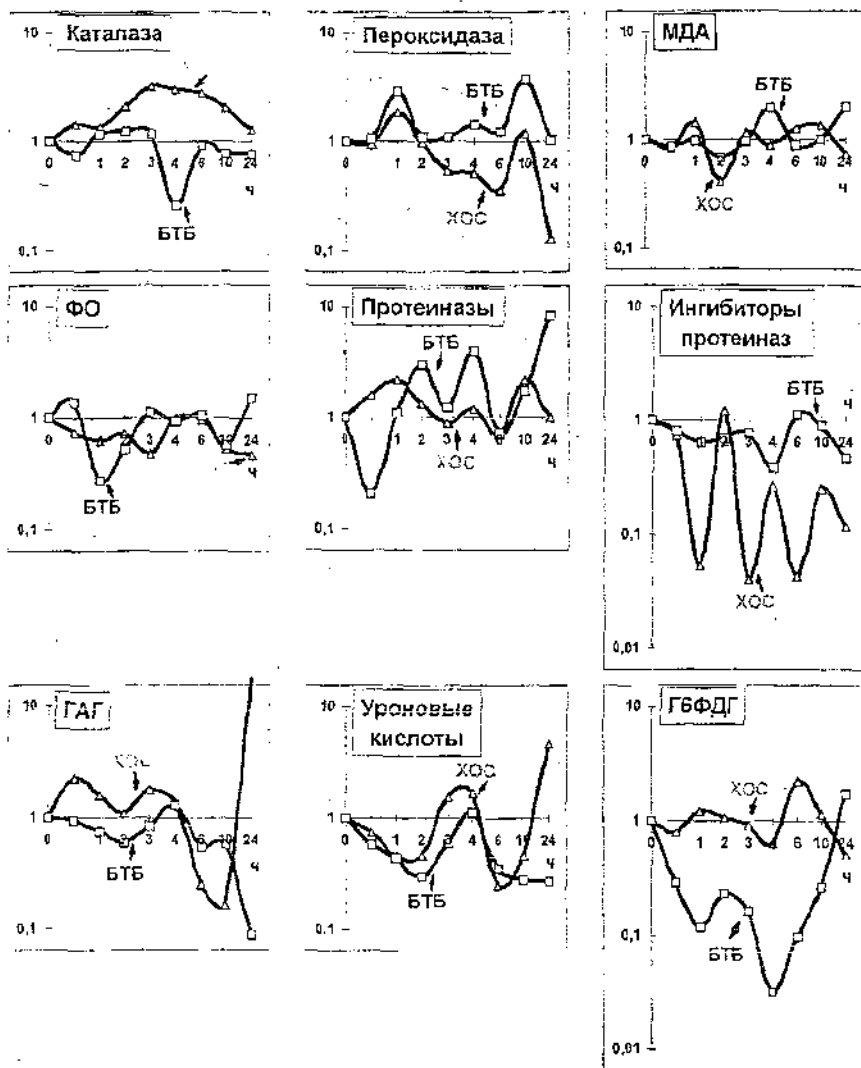 10
Каталаза
1
0 1 2 3 4 6 10 24
ч
БТБ
0,1
10
Пероксидаза
БТБ
1
0 1 2 3 4 6 10 24
ч
ХОС
0,1
10
МДА
БТБ
1
0 1 2 3 4 6 10 24
ч
ХОС
0,1
10
ФО
1
0 1 2 3 4 6 10 24
ч
БТБ
0,1
10
Протеиназы
БТБ
1
0 1 2 3 4 6 10 24
ч
ХОС
0,1
10
Ингибиторы
протеиназ
БТБ
ч
1
0 1 2 3 4 6 10 24
0,1
ХОС
0,01
10
ГАГ
ХОС
1
0 1 2 3 4 6 10 24
ч
БТБ
0,1
10
Уроновые
кислоты
ХОС
1
0 1 2 3 4 6 10 24
ч
БТБ
0,1
10
Г6ФДГ
ХОС
1
0 1 2 3 4 6 10 24
ч
0,1
БТБ
0,01